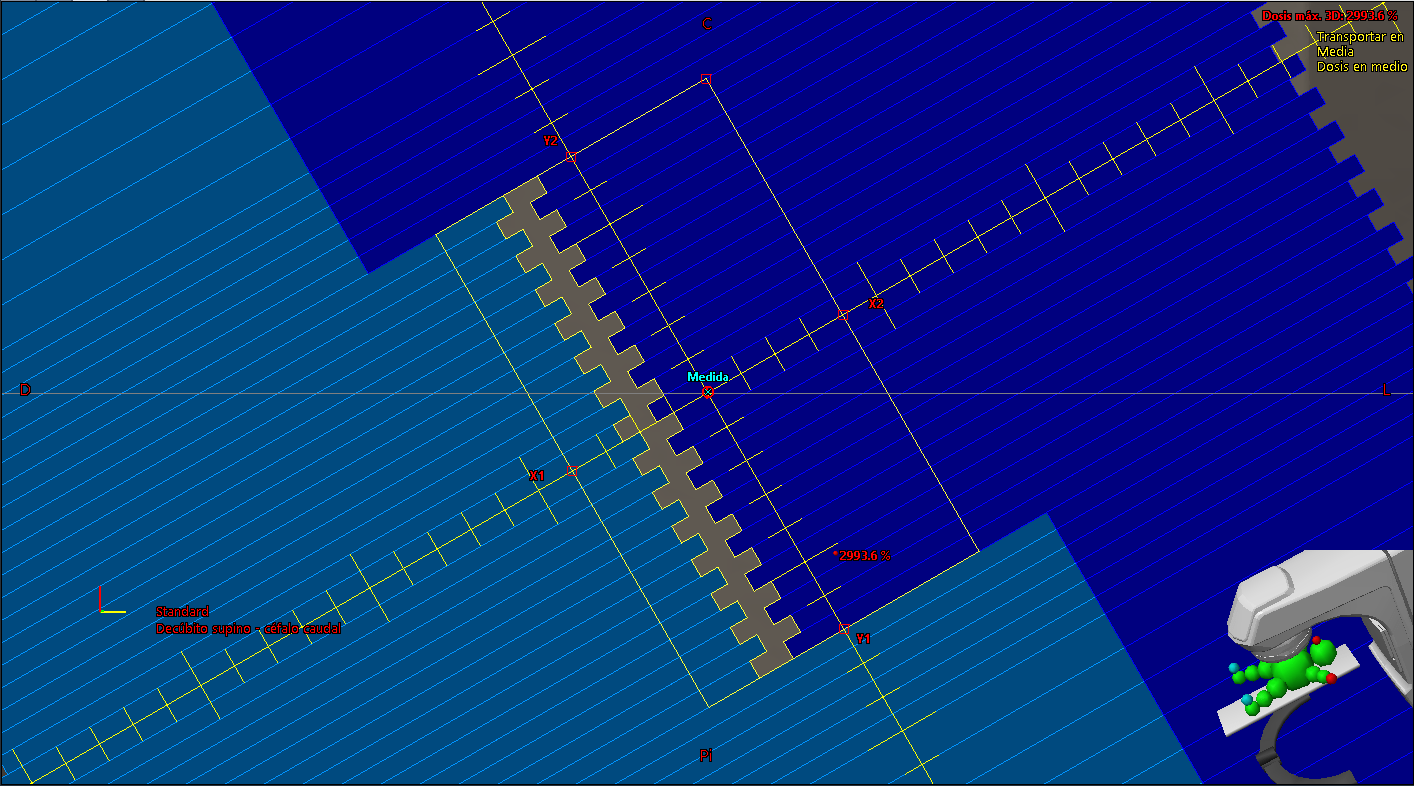 C
Dosis máx. 3D: 2993.6 %
Transportar en
Media
Dosis en medio
Y2
X2
Medida
D
L
X1
2993.6 %
Standard
Decúbito supino - céfalo caudal
Y1
Pi